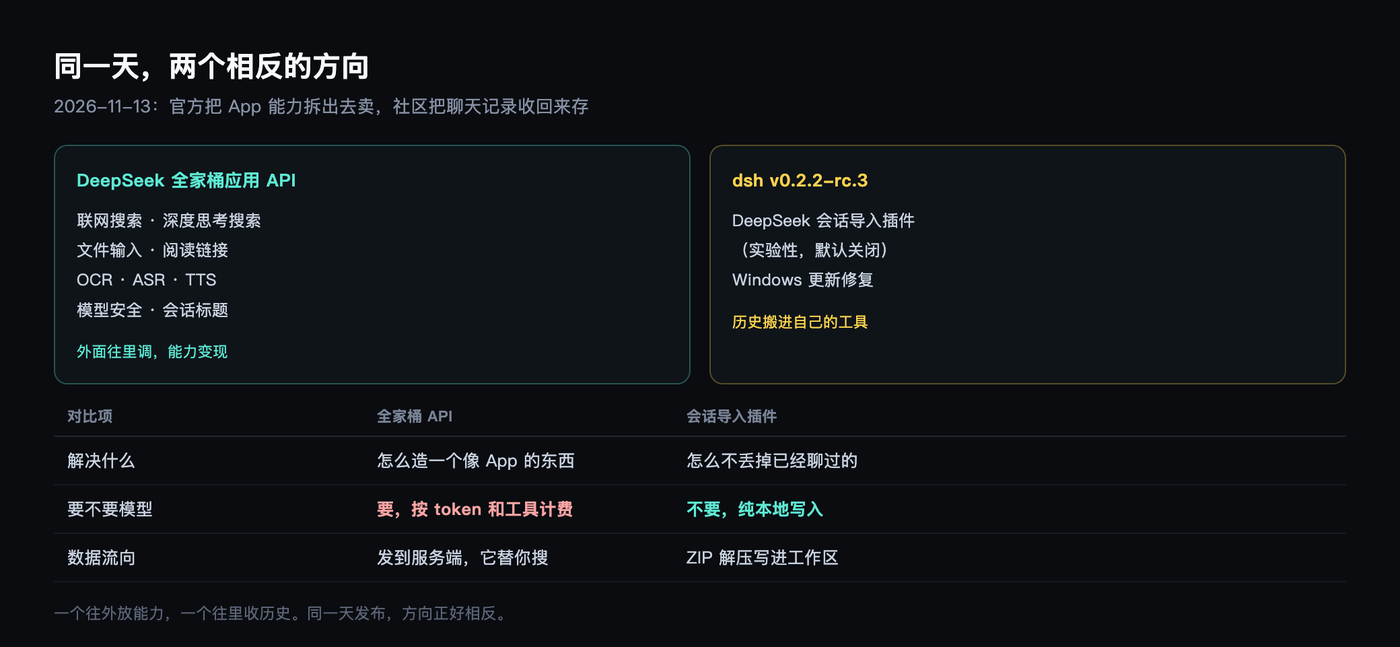 同一天，两个相反的方向
2026-11-13：官方把 App 能力拆出去卖，社区把聊天记录收回来存
DeepSeek 全家桶应用 API
联网搜索 · 深度思考搜索
文件输入 · 阅读链接
OCR · ASR · TTS
模型安全 · 会话标题
外面往里调，能力变现
dsh v0.2.2-rc.3
DeepSeek 会话导入插件
（实验性，默认关闭）
Windows 更新修复
历史搬进自己的工具
对比项 全家桶 API 会话导入插件
解决什么 怎么造一个像 App 的东西 怎么不丢掉已经聊过的
要不要模型 要，按 token 和工具计费 不要，纯本地写入
数据流向 发到服务端，它替你搜 ZIP 解压写进工作区
一个往外放能力，一个往里收历史。同一天发布，方向正好相反。